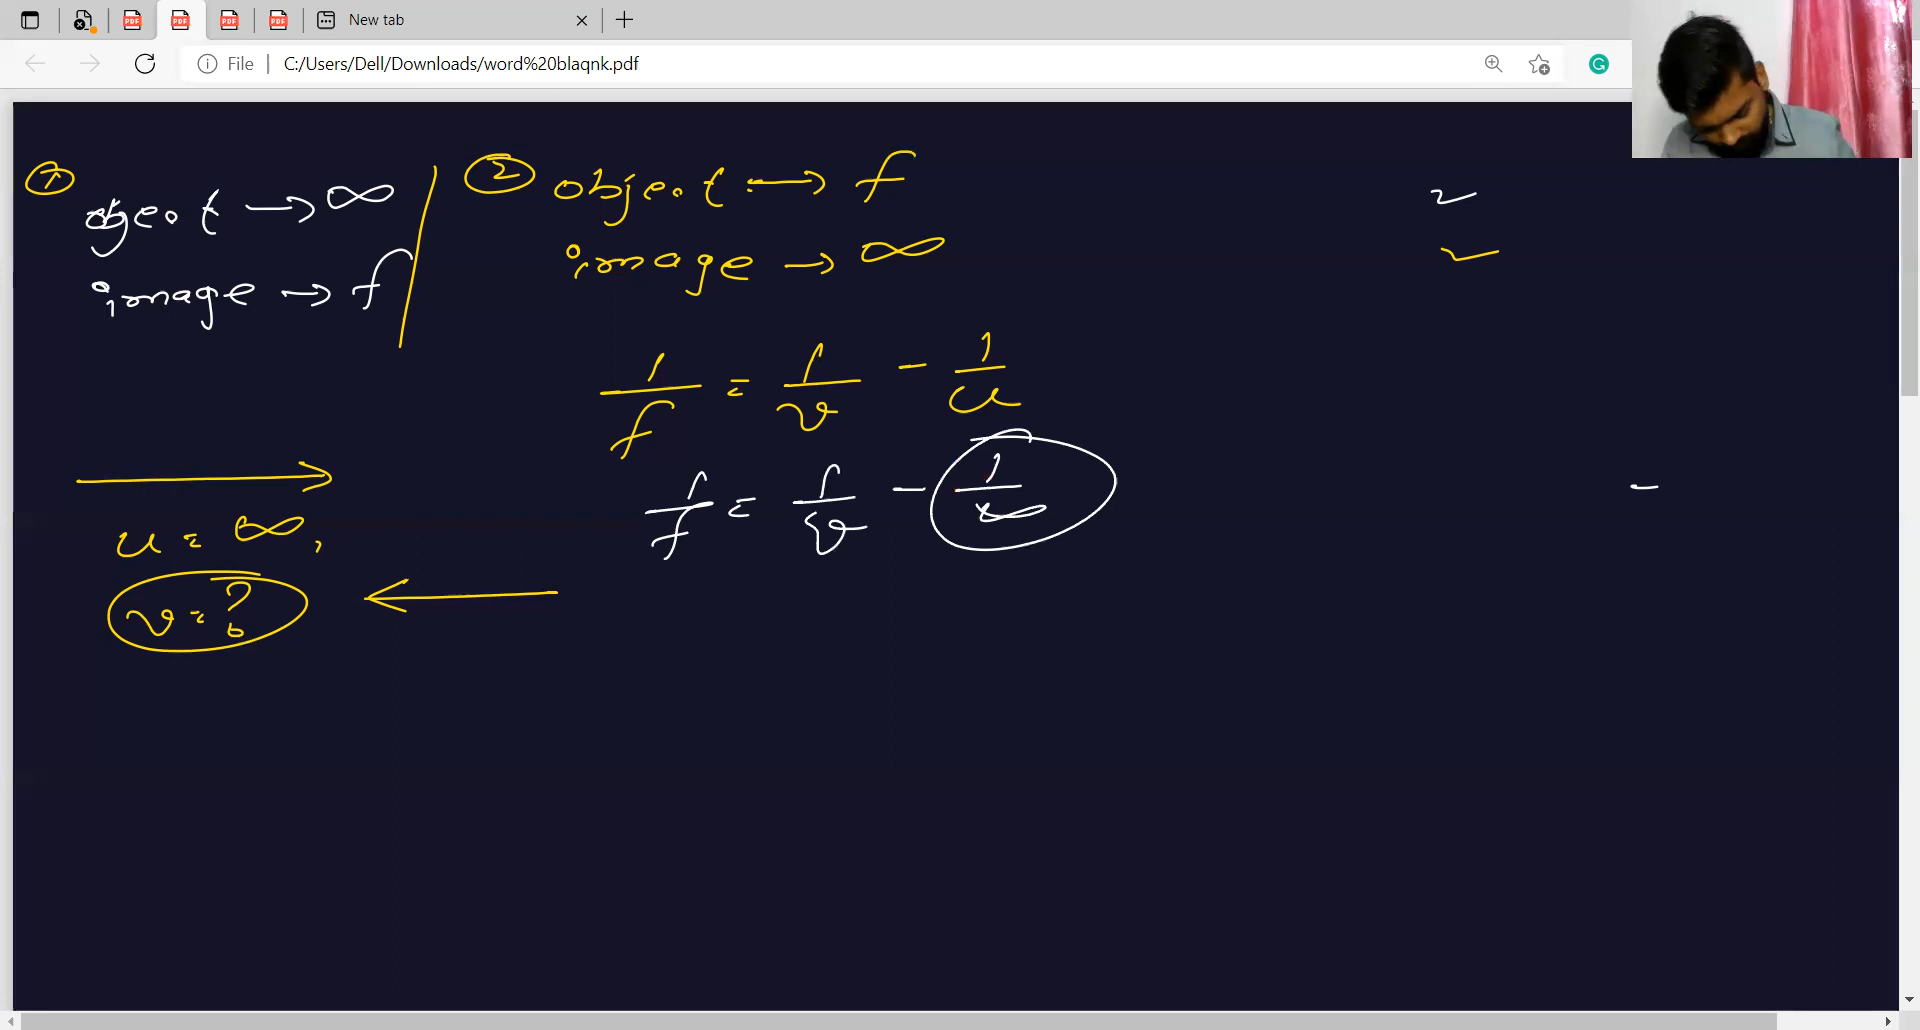 New tab
File | C:/Users/Dell/Downloads/word%20blaqnk.pdf
① object → ∞
image → f
② object → f
image → ∞
1/f = 1/v - 1/u
1/f = 1/v - 1/∞
u = ∞,
v = ?